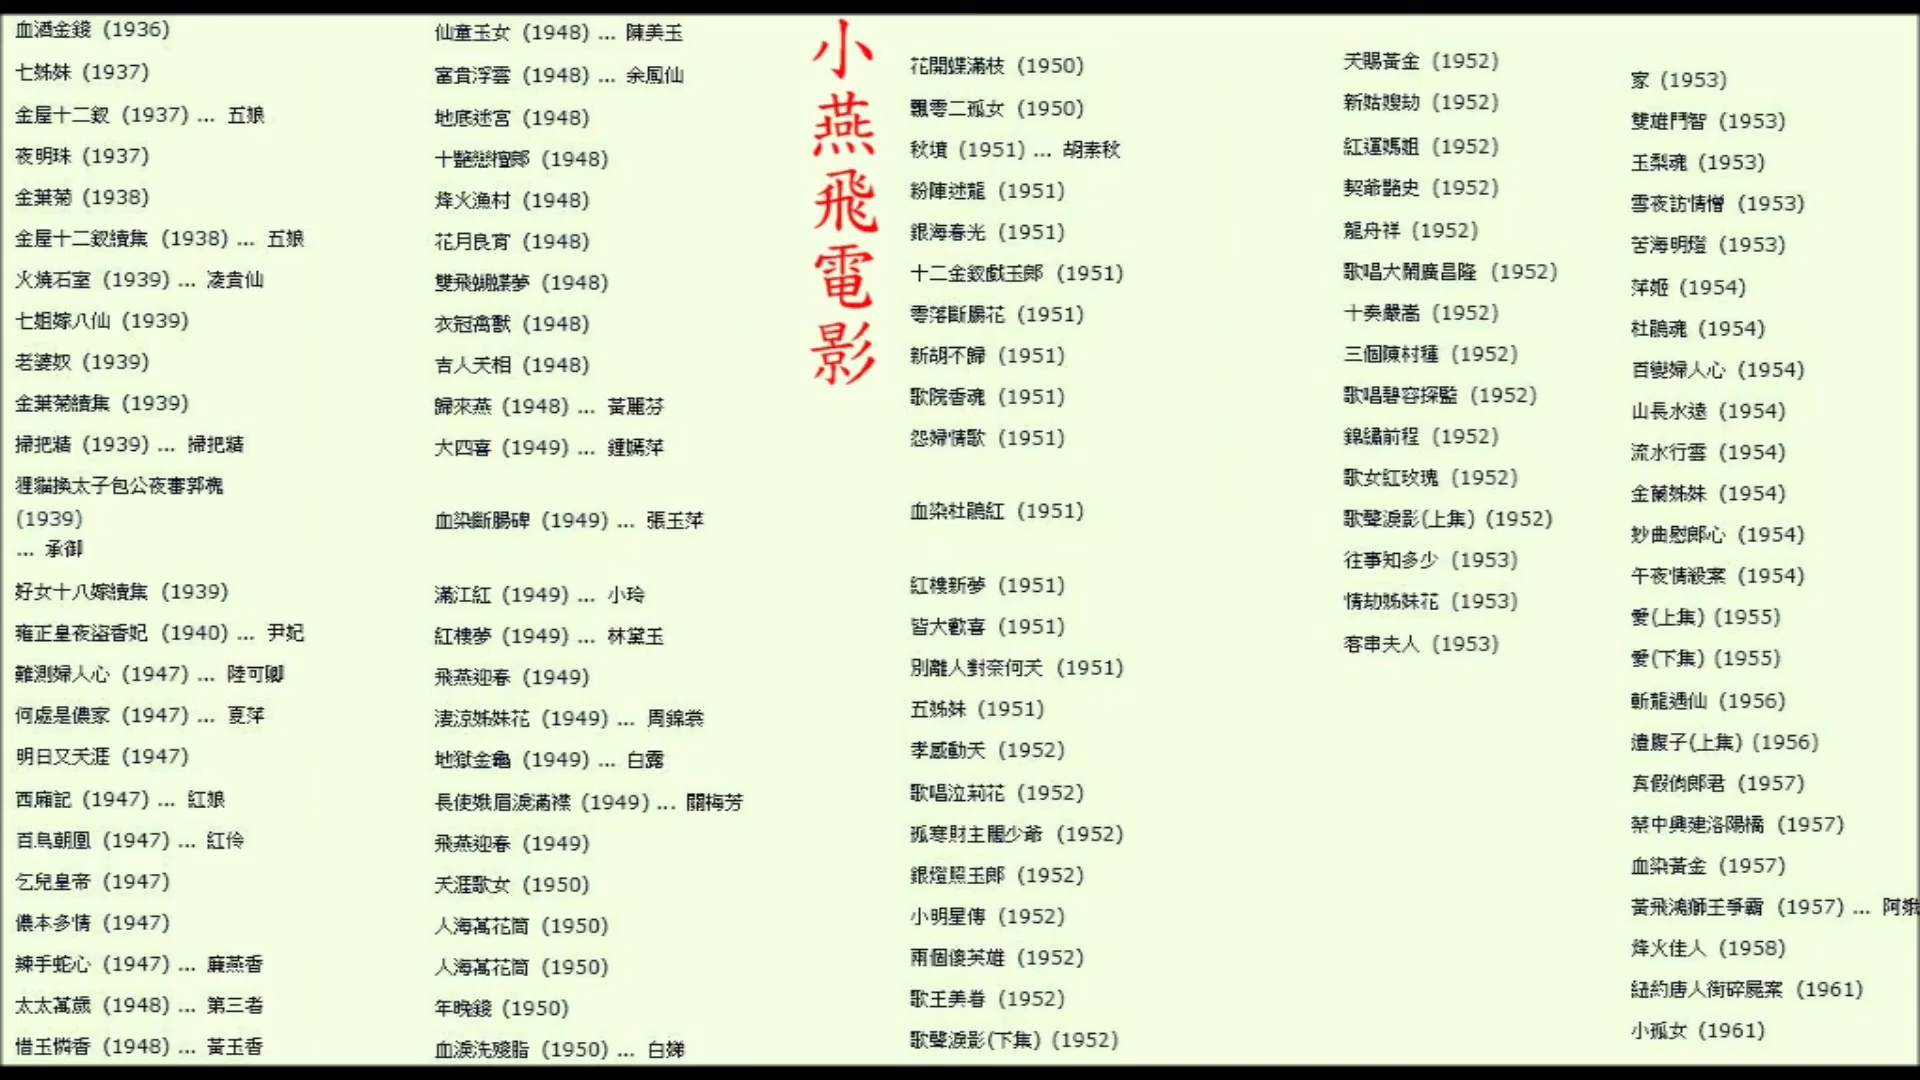 血酒金錢 (1936)
七姊妹 (1937)
金屋十二釵 (1937) ... 五娘
夜明珠 (1937)
金葉菊 (1938)
金屋十二釵續集 (1938) ... 五娘
火燒石室 (1939) ... 凌貴仙
七姐嫁八仙 (1939)
老婆奴 (1939)
金葉菊續集 (1939)
掃把精 (1939) ... 掃把精
狸貓換太子包公夜審郭槐
(1939)
... 承御
好女十八嫁續集 (1939)
雍正皇夜盜香妃 (1940) ... 尹妃
難測婦人心 (1947) ... 陸可卿
何處是儂家 (1947) ... 夏萍
明日又天涯 (1947)
西廂記 (1947) ... 紅娘
百鳥朝凰 (1947) ... 紅伶
乞兒皇帝 (1947)
儂本多情 (1947)
辣手蛇心 (1947) ... 龐燕香
太太萬歲 (1948) ... 第三者
惜玉憐香 (1948) ... 黃玉香
仙童玉女 (1948) ... 陳美玉
富貴浮雲 (1948) ... 余鳳仙
地底迷宮 (1948)
十艷戀檀郎 (1948)
烽火漁村 (1948)
花月良宵 (1948)
雙飛蝴蝶夢 (1948)
衣冠禽獸 (1948)
吉人天相 (1948)
歸來燕 (1948) ... 黃麗芬
大四喜 (1949) ... 鍾嫣萍
血染斷腸碑 (1949) ... 張玉萍
滿江紅 (1949) ... 小玲
紅樓夢 (1949) ... 林黛玉
飛燕迎春 (1949)
淒涼姊妹花 (1949) ... 周錦裳
地獄金龜 (1949) ... 白露
長使娥眉淚滿襟 (1949) ... 關梅芳
飛燕迎春 (1949)
天涯歌女 (1950)
人海萬花筒 (1950)
人海萬花筒 (1950)
年晚錢 (1950)
血淚洗殘脂 (1950) ... 白娣
小燕飛電影
花開蝶滿枝 (1950)
飄零二孤女 (1950)
秋墳 (1951) ... 胡素秋
粉陣迷龍 (1951)
銀海春光 (1951)
十二金釵戲玉郎 (1951)
零落斷腸花 (1951)
新胡不歸 (1951)
歌院香魂 (1951)
怨婦情歌 (1951)
血染杜鵑紅 (1951)
紅樓新夢 (1951)
皆大歡喜 (1951)
別離人對奈何天 (1951)
五姊妹 (1951)
孝感動天 (1952)
歌唱泣荊花 (1952)
孤寒財主闊少爺 (1952)
銀燈照玉郎 (1952)
小明星傳 (1952)
兩個傻英雄 (1952)
歌王美眷 (1952)
歌聲淚影(下集) (1952)
天賜黃金 (1952)
新姑嫂劫 (1952)
紅運媽姐 (1952)
契爺艷史 (1952)
龍舟祥 (1952)
歌唱大鬧廣昌隆 (1952)
十奏嚴嵩 (1952)
三個陳村種 (1952)
歌唱碧容探監 (1952)
錦繡前程 (1952)
歌女紅玫瑰 (1952)
歌聲淚影(上集) (1952)
往事知多少 (1953)
情劫姊妹花 (1953)
客串夫人 (1953)
家 (1953)
雙雄鬥智 (1953)
玉梨魂 (1953)
雪夜訪情憎 (1953)
苦海明燈 (1953)
萍姬 (1954)
杜鵑魂 (1954)
百變婦人心 (1954)
山長水遠 (1954)
流水行雲 (1954)
金蘭姊妹 (1954)
妙曲慰郎心 (1954)
午夜情殺案 (1954)
愛(上集) (1955)
愛(下集) (1955)
斬龍遇仙 (1956)
遺腹子(上集) (1956)
真假俏郎君 (1957)
蔡中興建洛陽橋 (1957)
血染黃金 (1957)
黃飛鴻獅王爭霸 (1957) ... 阿娥
烽火佳人 (1958)
紐約唐人街碎屍案 (1961)
小孤女 (1961)